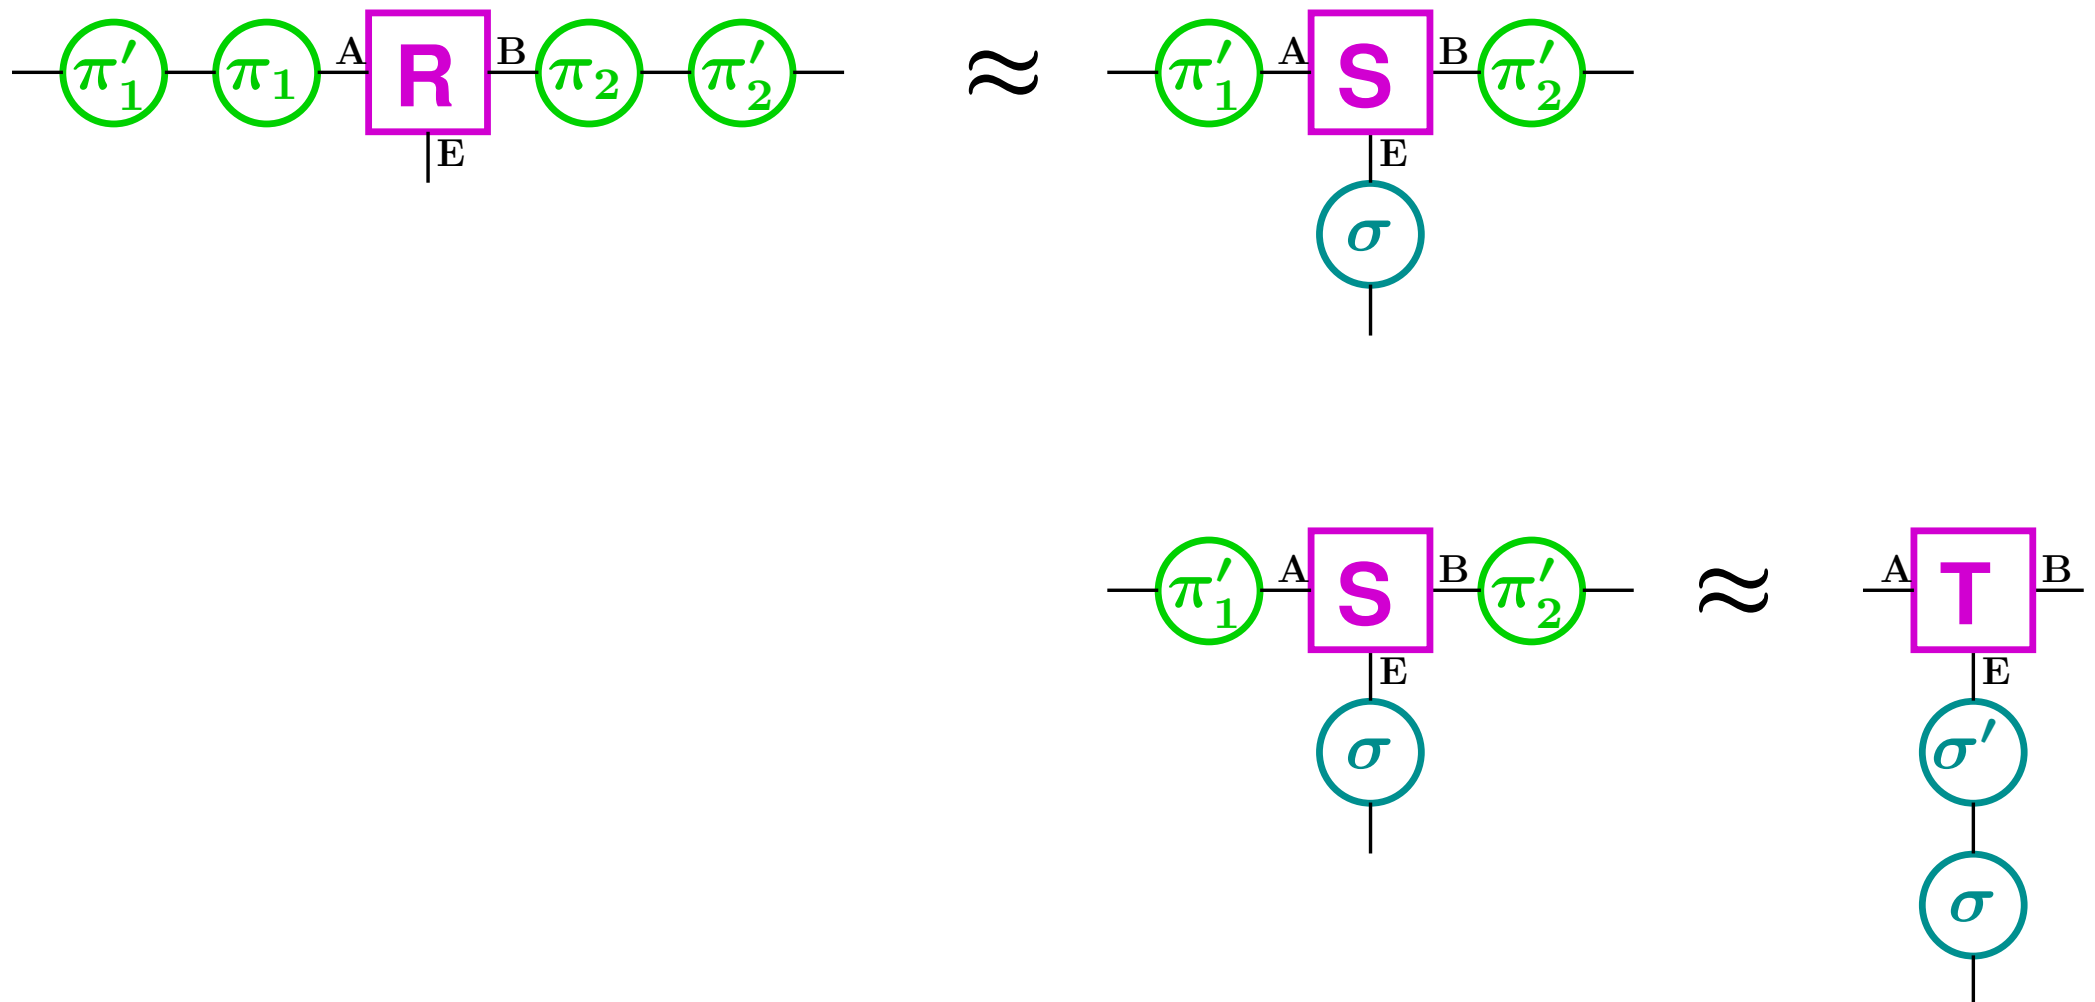 π′₁ π₁ A R B π₂ π′₂ ≈ π′₁ A S B π′₂
E E
σ
π′₁ A S B π′₂ ≈ A T B
E E
σ σ′
σ